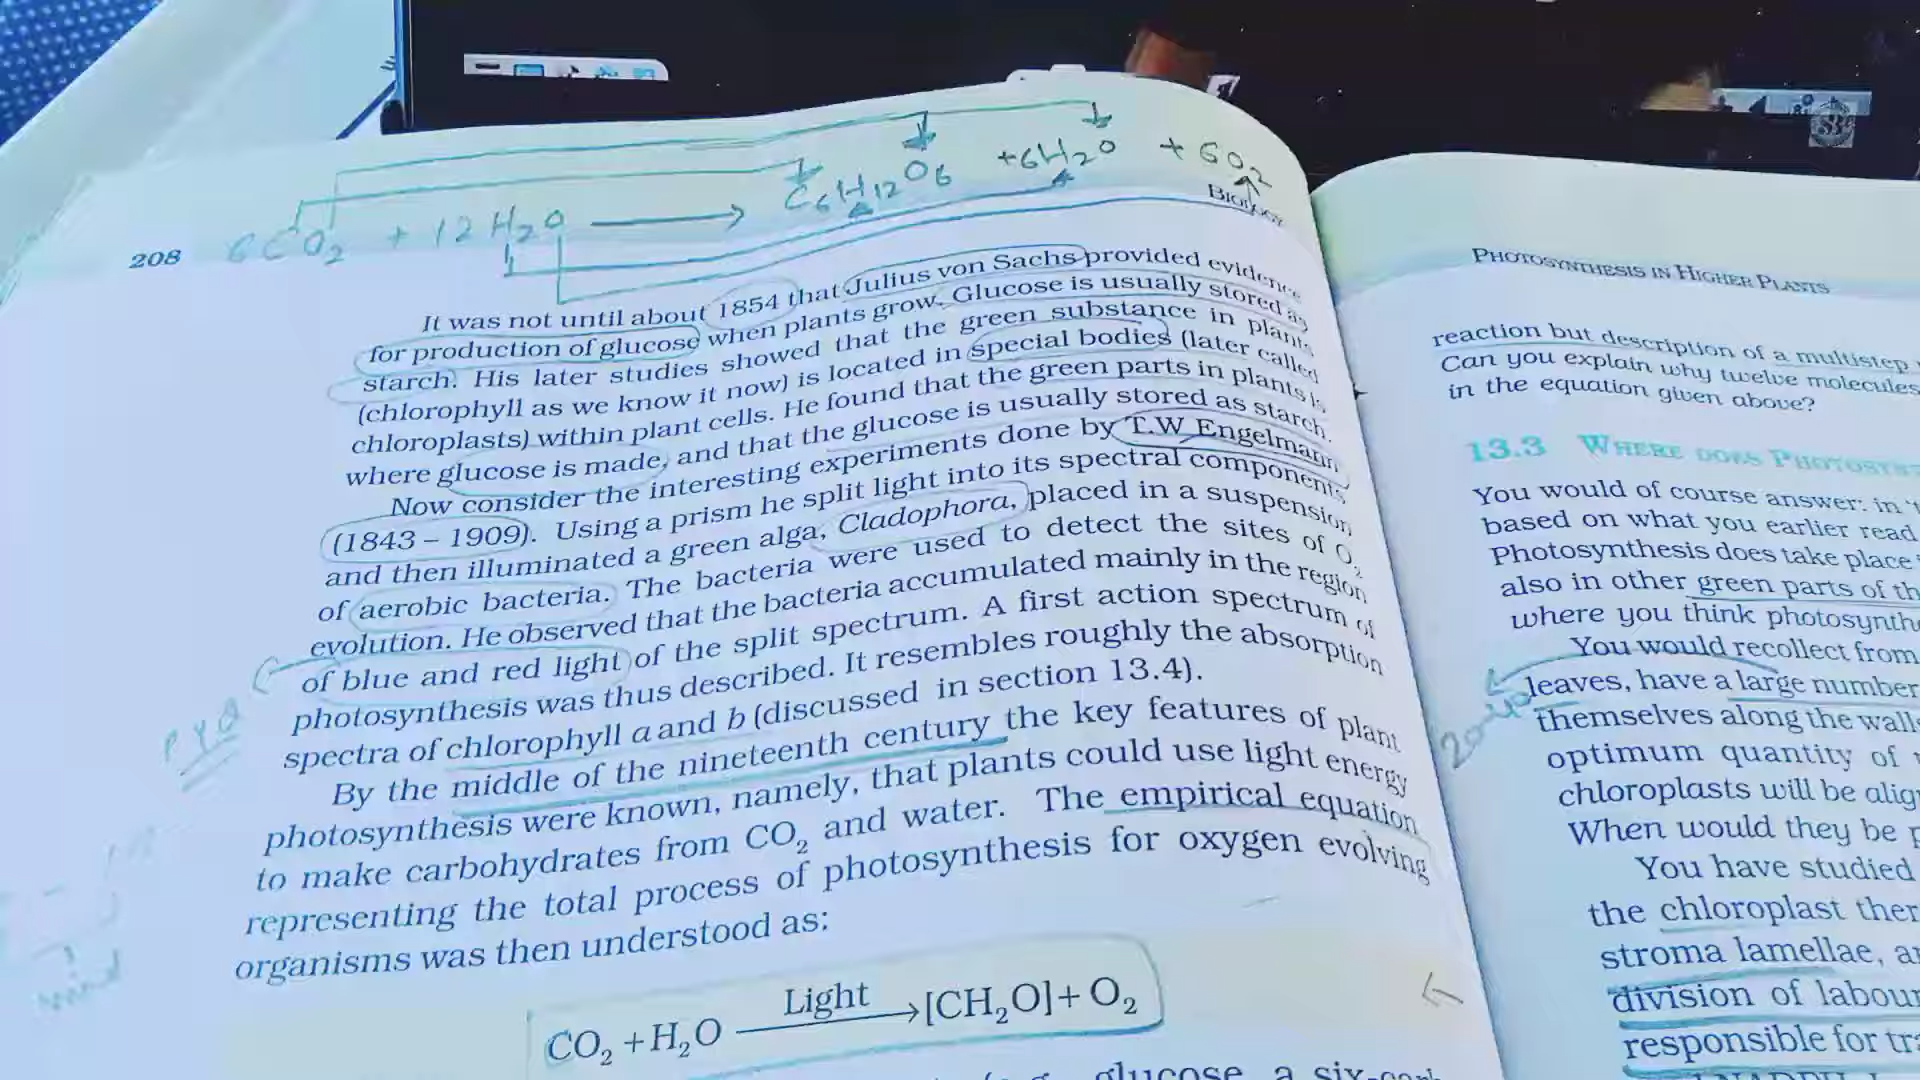 6CO2 + 12H2O → C6H12O6 +6H2O + 6O2
208
BIOLOGY
It was not until about 1854 that Julius von Sachs provided evidence
for production of glucose when plants grow. Glucose is usually stored as
starch. His later studies showed that the green substance in plants
(chlorophyll as we know it now) is located in special bodies (later called
chloroplasts) within plant cells. He found that the green parts in plants is
where glucose is made, and that the glucose is usually stored as starch.
Now consider the interesting experiments done by T.W Engelmann
(1843 – 1909). Using a prism he split light into its spectral components
and then illuminated a green alga, Cladophora, placed in a suspension
of aerobic bacteria. The bacteria were used to detect the sites of O2
evolution. He observed that the bacteria accumulated mainly in the region
of blue and red light of the split spectrum. A first action spectrum of
photosynthesis was thus described. It resembles roughly the absorption
spectra of chlorophyll a and b (discussed in section 13.4).
PYQ
By the middle of the nineteenth century the key features of plant
photosynthesis were known, namely, that plants could use light energy
to make carbohydrates from CO2 and water. The empirical equation
representing the total process of photosynthesis for oxygen evolving
organisms was then understood as:
CO2 + H2O Light → [CH2O] + O2
glucose, a six-
PHOTOSYNTHESIS IN HIGHER PLANTS
reaction but description of a multistep
Can you explain why twelve molecules
in the equation given above?
13.3 WHERE DOES
You would of course answer: in
based on what you earlier read
Photosynthesis does take place
also in other green parts of
where you think
You would recollect from
leaves, have a large number
themselves along the
optimum quantity of
chloroplasts will be
When would they be
You have studied
the chloroplast
stroma lamellae,
division of
responsible for